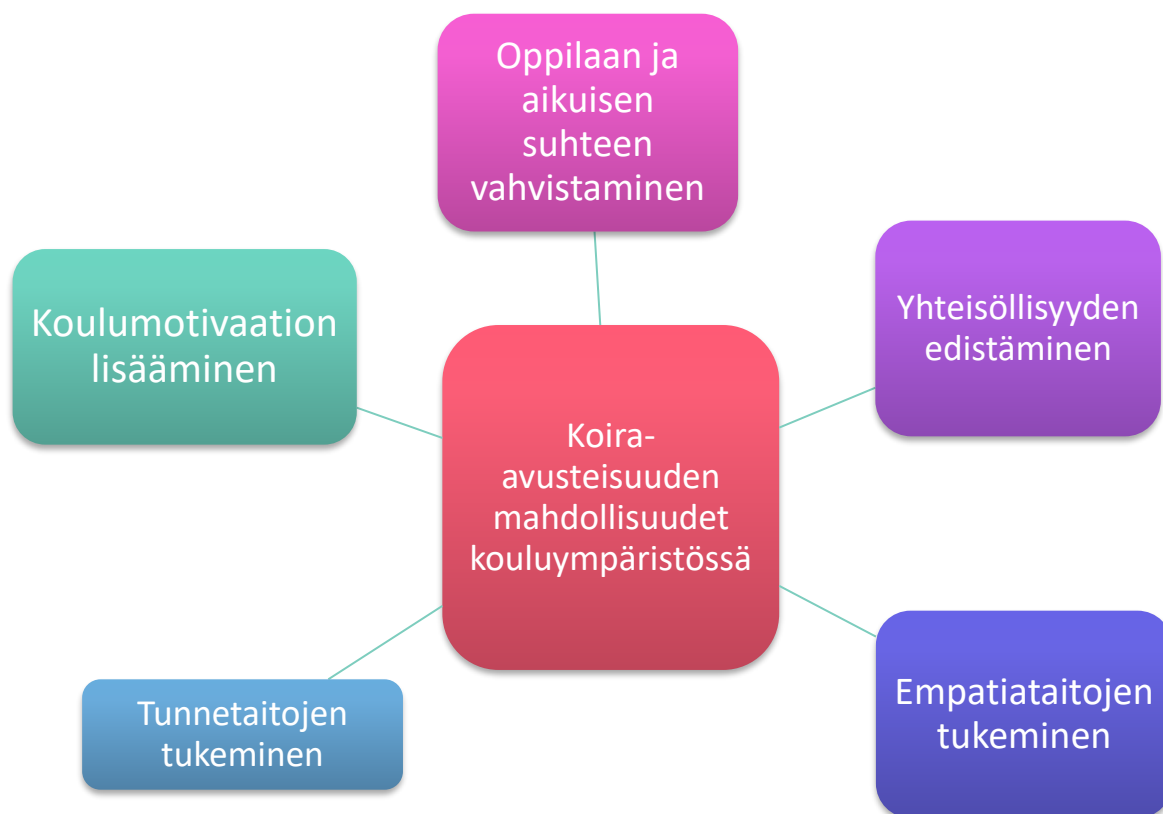 Oppilaan ja
aikuisen
suhteen
vahvistaminen
Koulumotivaation
lisääminen
Yhteisöllisyyden
edistäminen
Koira-
avusteisuuden
mahdollisuudet
kouluympäristössä
Tunnetaitojen
tukeminen
Empatiataitojen
tukeminen